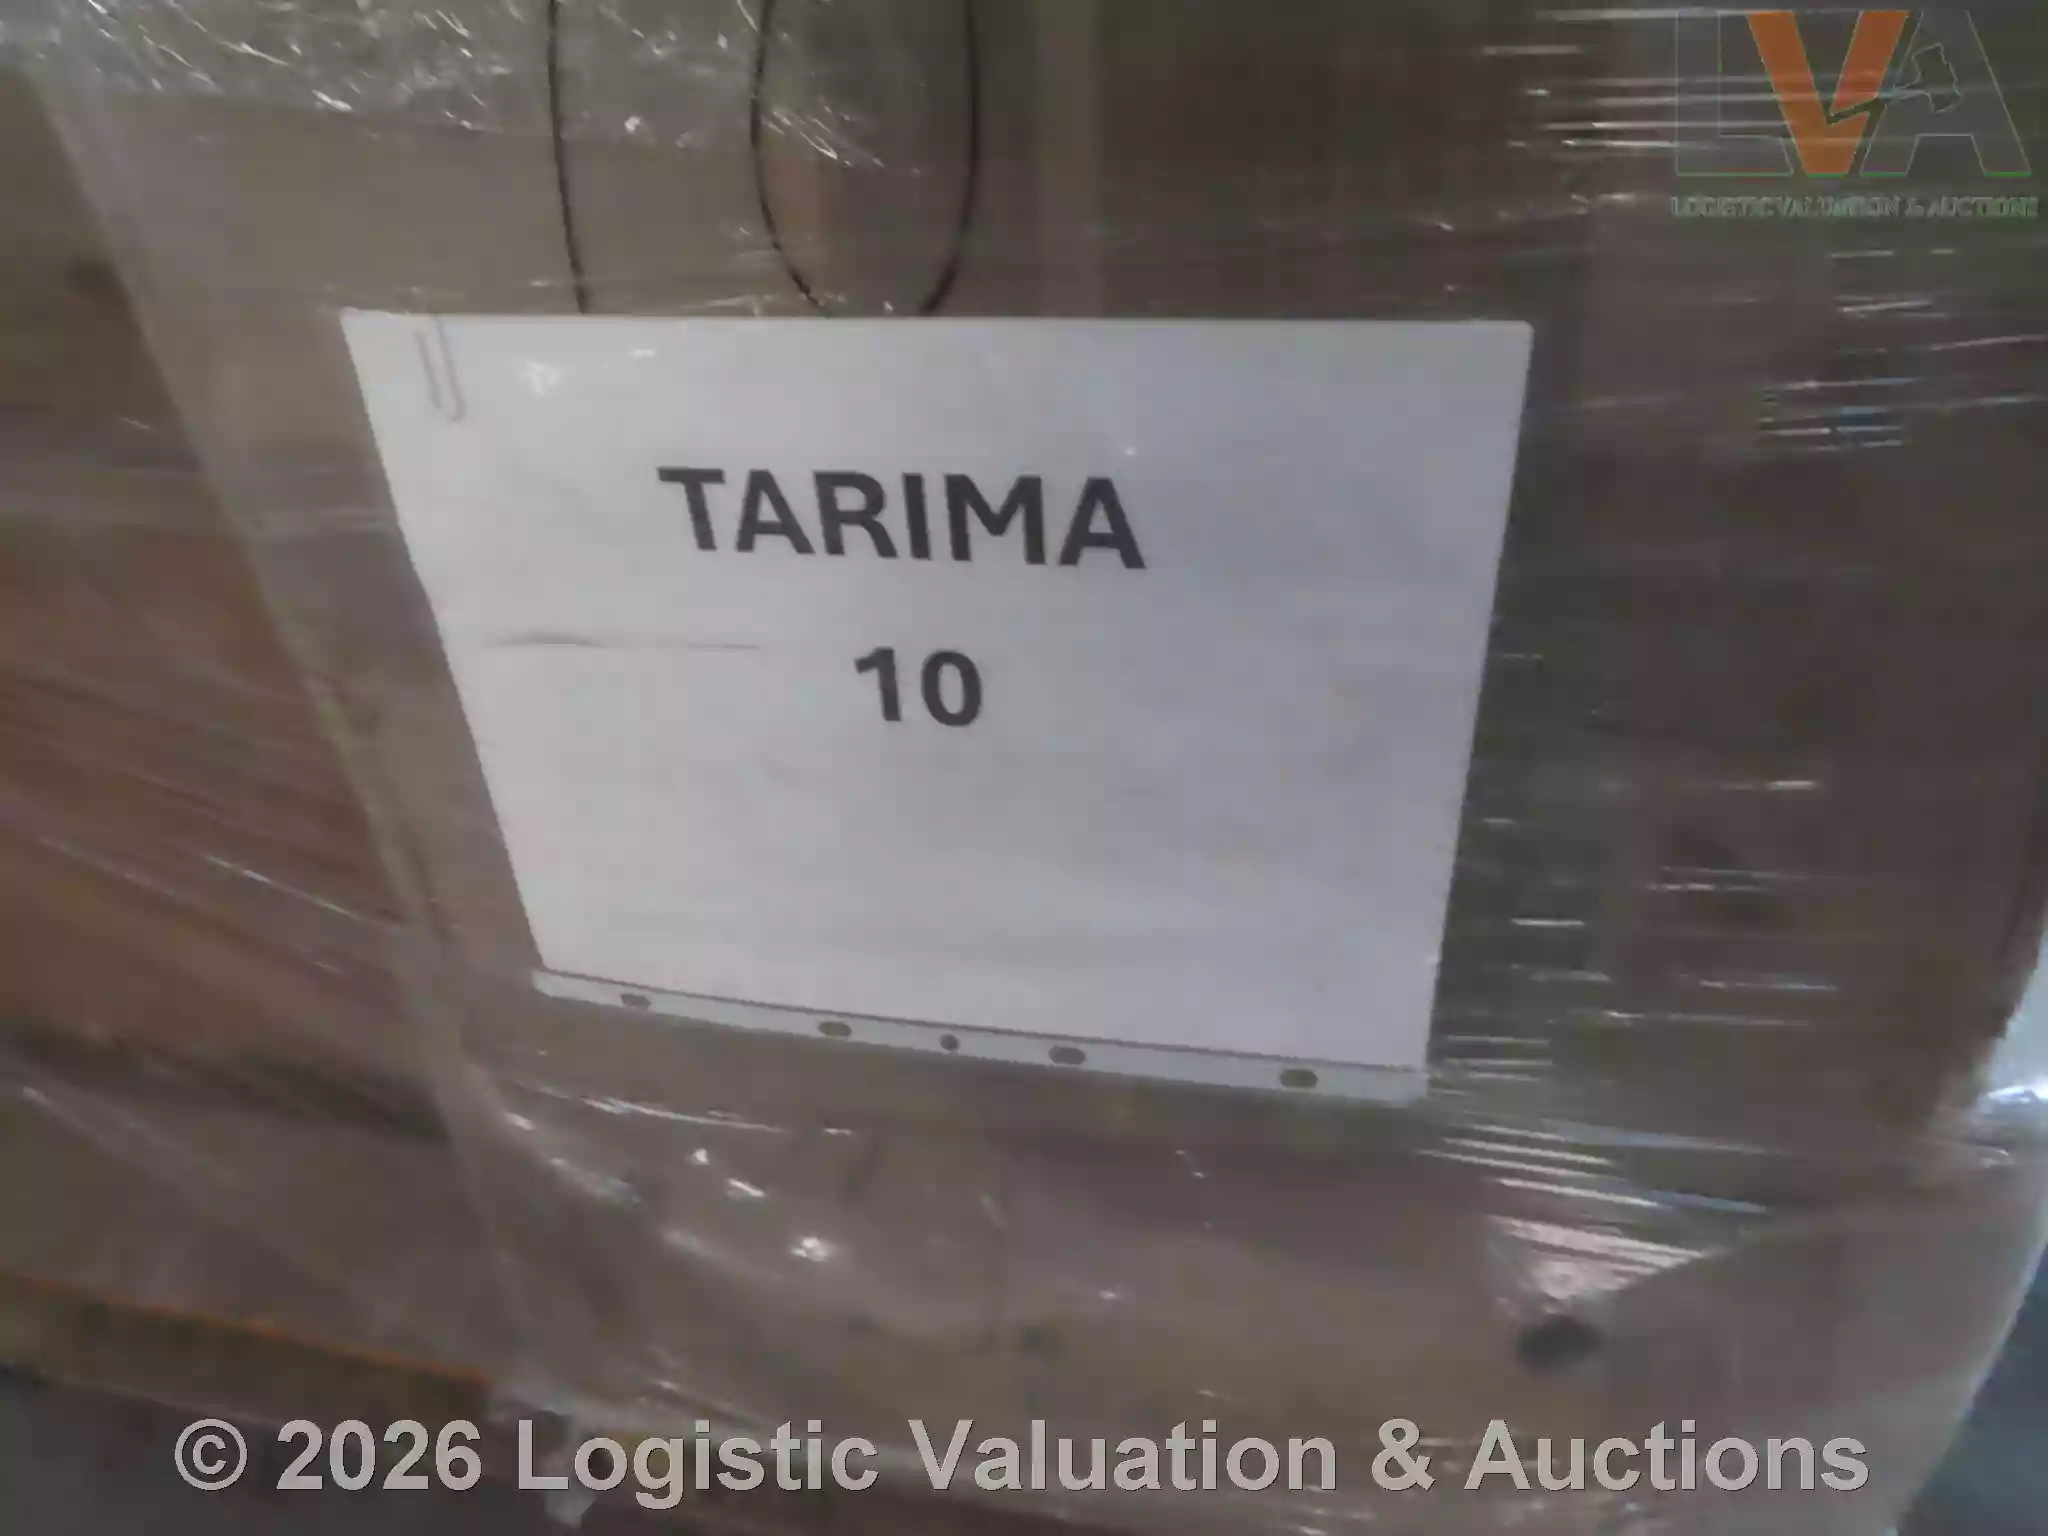 LVA
LOGISTIC VALUATION & AUCTIONS
TARIMA
10
© 2026 Logistic Valuation & Auctions